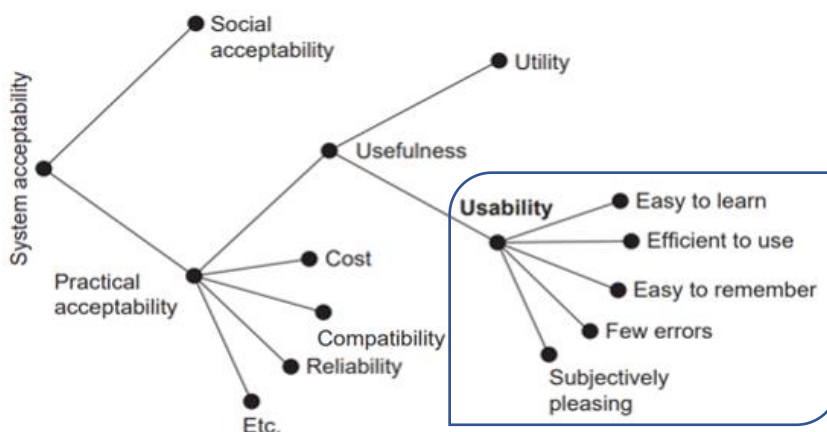 System acceptability
Social
acceptability
Utility
Usefulness
Usability
Easy to learn
Efficient to use
Easy to remember
Few errors
Subjectively
pleasing
Practical
acceptability
Cost
Compatibility
Reliability
Etc.